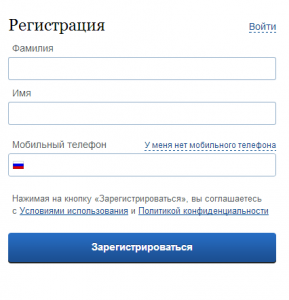 Регистрация Войти
Фамилия
Имя
Мобильный телефон У меня нет мобильного телефона
Нажимая на кнопку «Зарегистрироваться», вы соглашаетесь
с Условиями использования и Политикой конфиденциальности
Зарегистрироваться